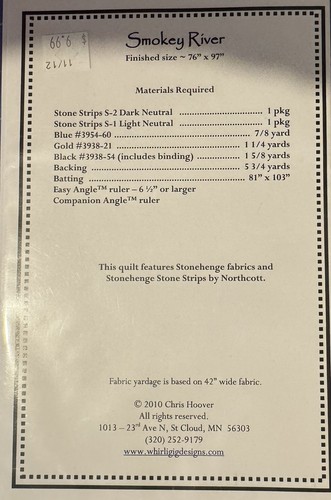 $ 9.99
11/12
Smokey River
Finished size ~ 76" x 97"
Materials Required
Stone Strips S-2 Dark Neutral .......................... 1 pkg
Stone Strips S-1 Light Neutral .......................... 1 pkg
Blue #3954-60 ................................................ 7/8 yard
Gold #3938-21 ............................................ 1 1/4 yards
Black #3938-54 (includes binding) .............. 1 5/8 yards
Backing ...................................................... 5 3/4 yards
Batting ...................................................... 81" x 103"
Easy Angle™ ruler – 6 ½" or larger
Companion Angle™ ruler
This quilt features Stonehenge fabrics and
Stonehenge Stone Strips by Northcott.
Fabric yardage is based on 42" wide fabric.
© 2010 Chris Hoover
All rights reserved.
1013 – 23rd Ave N, St Cloud, MN 56303
(320) 252-9179
www.whirligigdesigns.com